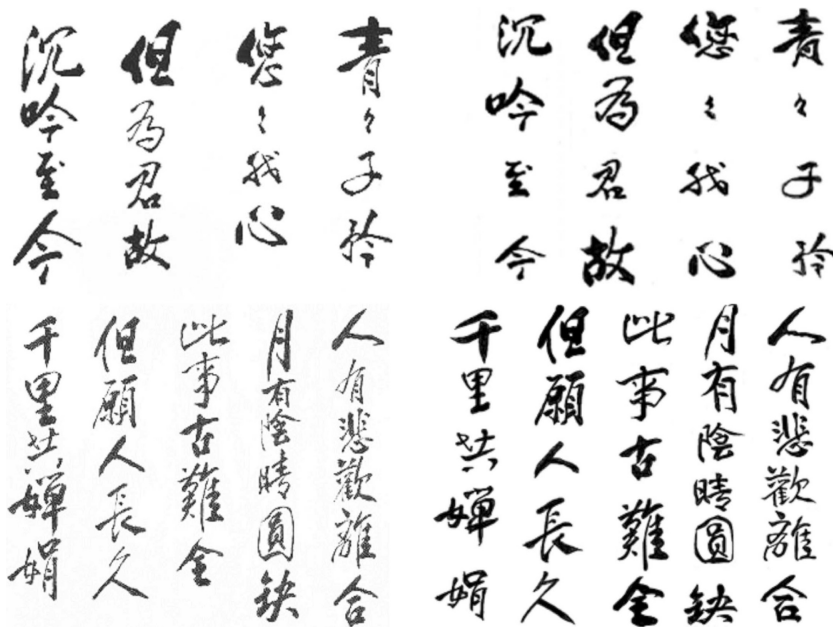 青々子衿
悠々我心
但為君故
沉吟至今
青々子衿
悠々我心
但為君故
沉吟至今
人有悲歡離合
月有陰晴圓缺
此事古難全
但願人長久
千里共嬋娟
人有悲歡離合
月有陰晴圓缺
此事古難全
但願人長久
千里共嬋娟